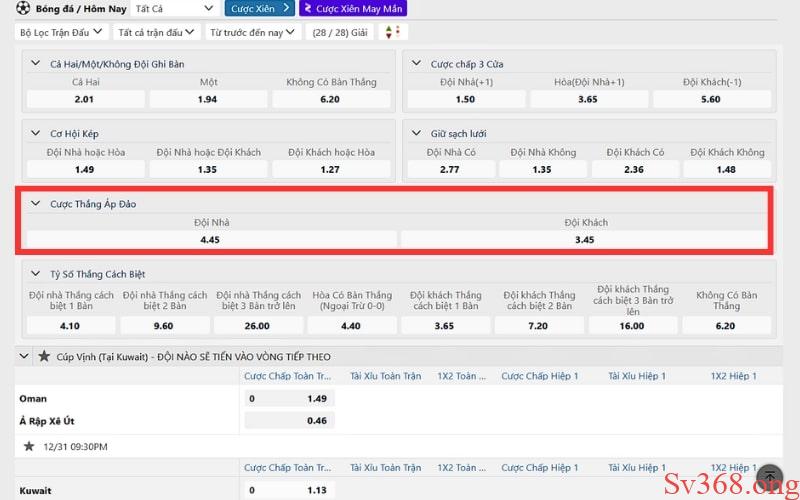 Bóng đá / Hôm Nay Tất Cả Cược Xiên Cược Xiên May Mắn
Bộ Lọc Trận Đấu Tất cả trận đấu Từ trước đến nay (28 / 28) Giải
Cả Hai/Một/Không Đội Ghi Bàn
Cả Hai Một Không Có Bàn Thắng
2.01 1.94 6.20
Cược chấp 3 Cửa
Đội Nhà(+1) Hòa(Đội Nhà+1) Đội Khách(-1)
1.50 3.65 5.60
Cơ Hội Kép
Đội Nhà hoặc Hòa Đội Nhà hoặc Đội Khách Đội Khách hoặc Hòa
1.49 1.35 1.27
Giữ sạch lưới
Đội Nhà Có Đội Nhà Không Đội Khách Có Đội Khách Không
2.77 1.35 2.36 1.48
Cược Thắng Áp Đảo
Đội Nhà Đội Khách
4.45 3.45
Tỷ Số Thắng Cách Biệt
Đội nhà Thắng cách biệt 1 Bàn
Đội nhà Thắng cách biệt 2 Bàn
Đội nhà Thắng cách biệt 3 Bàn trở lên
Hòa Có Bàn Thắng (Ngoại Trừ 0-0)
Đội khách Thắng cách biệt 1 Bàn
Đội khách Thắng cách biệt 2 Bàn
Đội khách Thắng cách biệt 3 Bàn trở lên
Không Có Bàn Thắng
4.10 9.60 26.00 4.40 3.65 7.20 16.00 6.20
Cúp Vịnh (Tại Kuwait) - ĐỘI NÀO SẼ TIẾN VÀO VÒNG TIẾP THEO
Cược Chấp Toàn Tr... Tài Xỉu Toàn Trận 1X2 Toàn ... Cược Chấp Hiệp 1 Tài Xỉu Hiệp 1 1X2 Hiệp 1
Oman 0 1.49
Ả Rập Xê Út 0.46
12/31 09:30PM
Cược Chấp Toàn Tr... Tài Xỉu Toàn Trận 1X2 Toàn ... Cược Chấp Hiệp 1 Tài Xỉu Hiệp 1 1X2 Hiệp 1
Kuwait 0 1.13
Sv368.ong